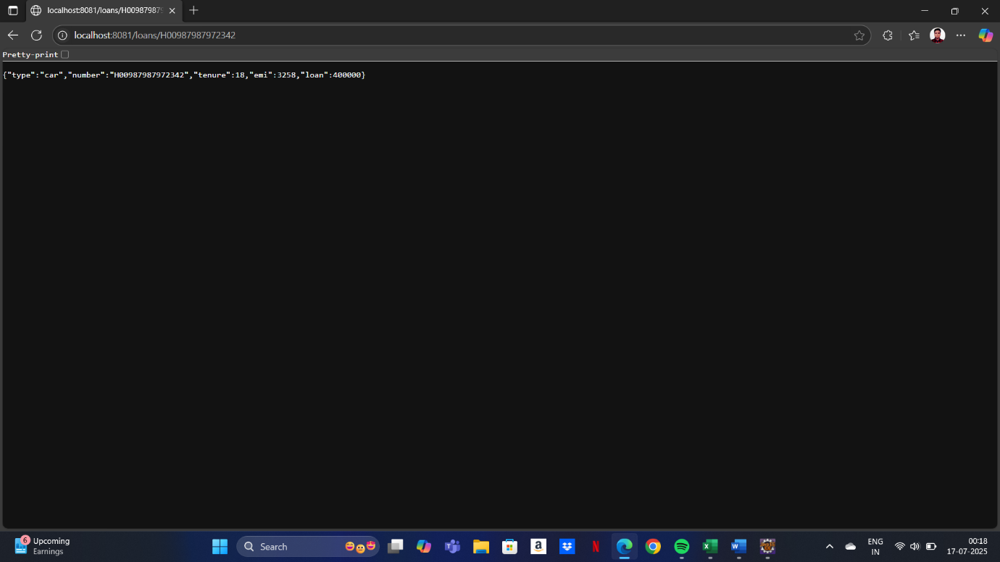 localhost:8081/loans/H00987987
localhost:8081/loans/H00987987972342
Pretty-print
{"type":"car","number":"H00987987972342","tenure":18,"emi":3258,"loan":400000}
6
Upcoming
Earnings
Search
ENG
IN
00:18
17-07-2025